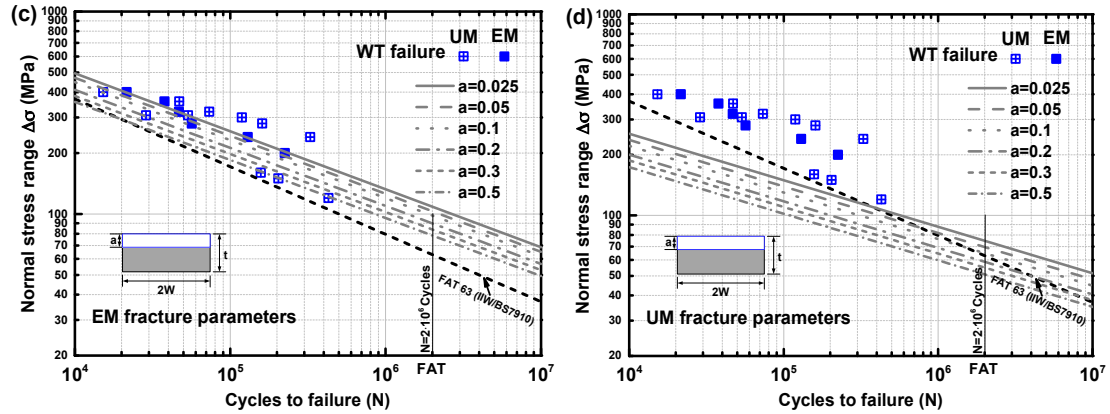 (c)
1000
800
700
600
500
400
300
200
100
80
70
60
50
40
30
20
Normal stress range Δσ (MPa)
UM EM
WT failure
a=0.025
a=0.05
a=0.1
a=0.2
a=0.3
a=0.5
a
t
2W
EM fracture parameters
N=2·10⁶ Cycles
FAT 63 (IIW/BS7910)
10⁴ 10⁵ 10⁶ FAT 10⁷
Cycles to failure (N)
(d)
1000
800
700
600
500
400
300
200
100
80
70
60
50
40
30
20
Normal stress range Δσ (MPa)
UM EM
WT failure
a=0.025
a=0.05
a=0.1
a=0.2
a=0.3
a=0.5
a
t
2W
UM fracture parameters
N=2·10⁶ Cycles
FAT 63 (IIW/BS7910)
10⁴ 10⁵ 10⁶ FAT 10⁷
Cycles to failure (N)